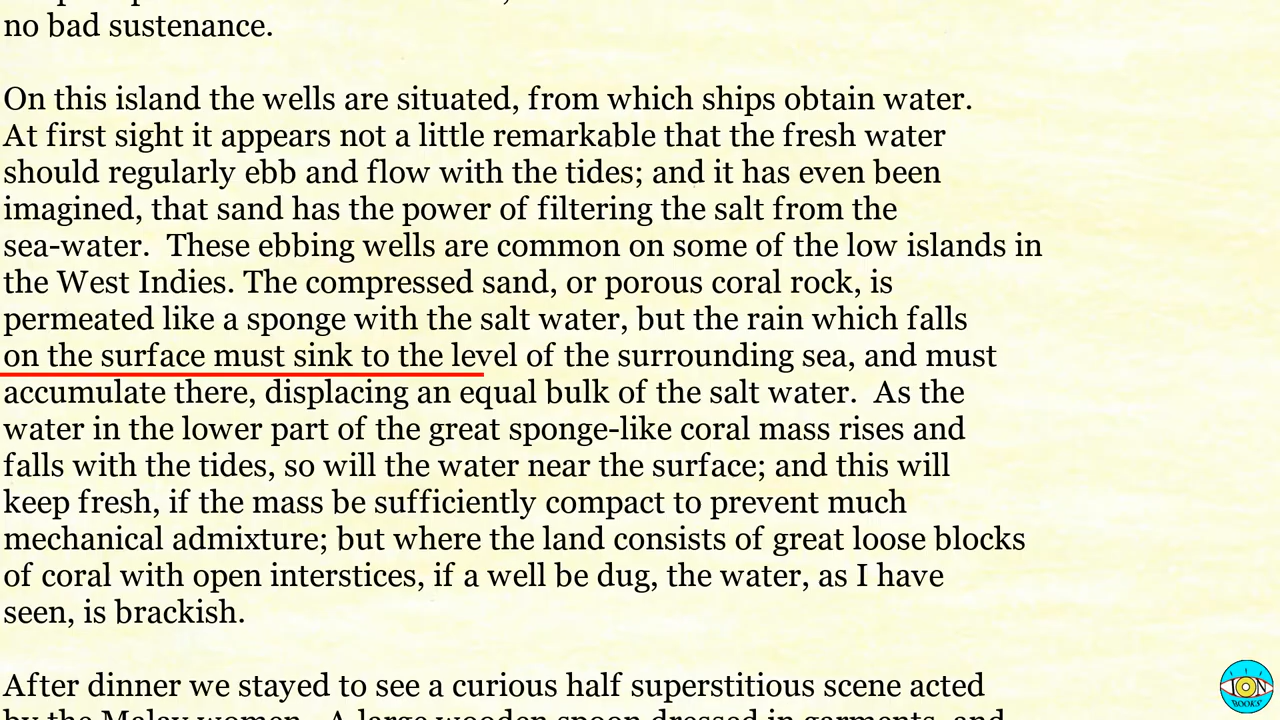 no bad sustenance.
On this island the wells are situated, from which ships obtain water.
At first sight it appears not a little remarkable that the fresh water
should regularly ebb and flow with the tides; and it has even been
imagined, that sand has the power of filtering the salt from the
sea-water.  These ebbing wells are common on some of the low islands in
the West Indies. The compressed sand, or porous coral rock, is
permeated like a sponge with the salt water, but the rain which falls
on the surface must sink to the level of the surrounding sea, and must
accumulate there, displacing an equal bulk of the salt water.  As the
water in the lower part of the great sponge-like coral mass rises and
falls with the tides, so will the water near the surface; and this will
keep fresh, if the mass be sufficiently compact to prevent much
mechanical admixture; but where the land consists of great loose blocks
of coral with open interstices, if a well be dug, the water, as I have
seen, is brackish.
After dinner we stayed to see a curious half superstitious scene acted
by the Malay women.  A large wooden spoon dressed in garments, and
ION
BOOKS